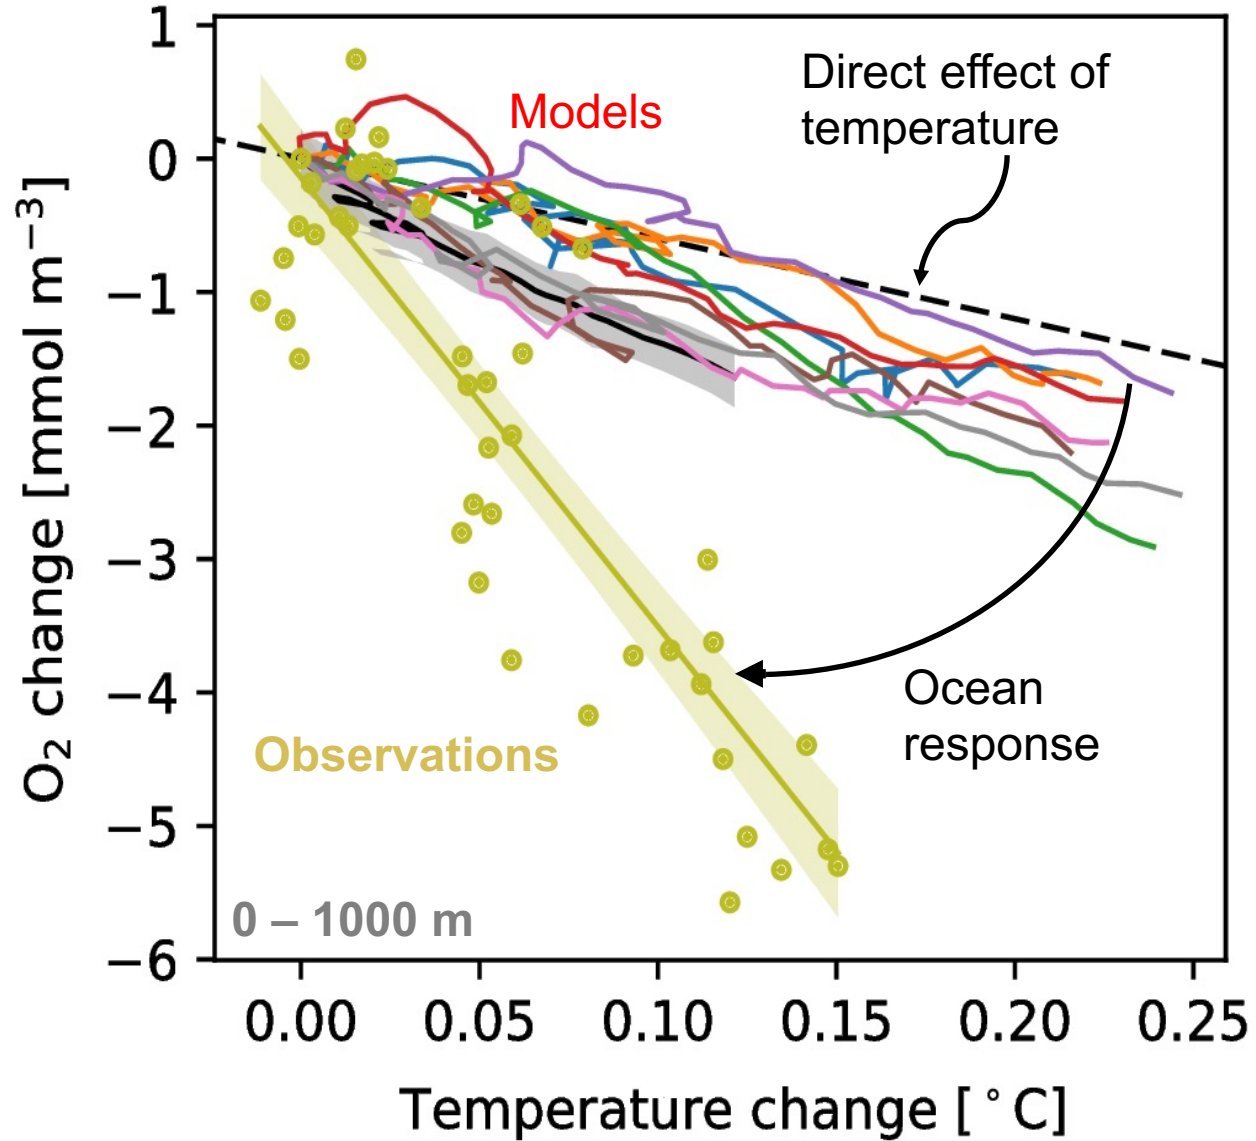 1
0
−1
−2
−3
−4
−5
−6
O₂ change [mmol m⁻³]
Models
Direct effect of
temperature
Ocean
response
Observations
0 – 1000 m
0.00 0.05 0.10 0.15 0.20 0.25
Temperature change [°C]